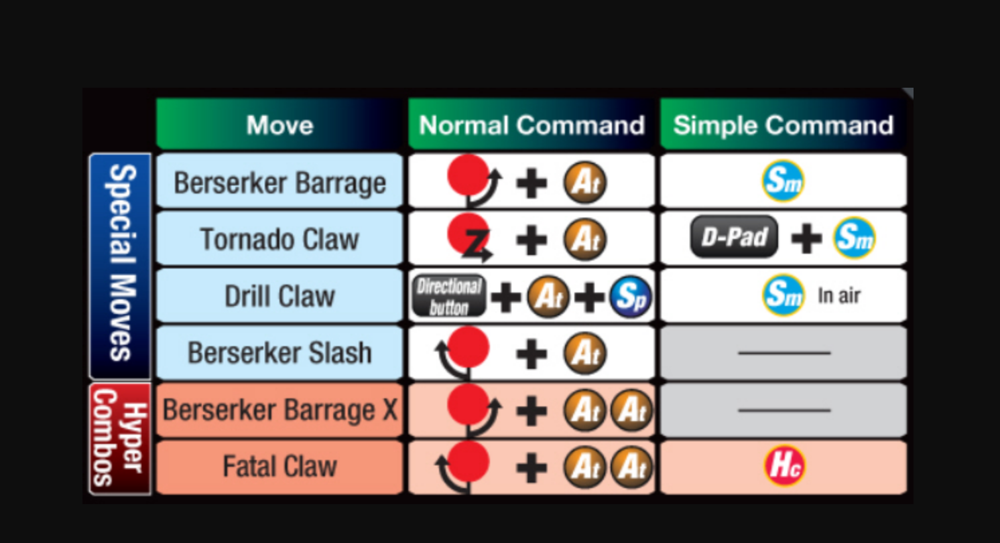 Move Normal Command Simple Command
Special Moves
Berserker Barrage + At Sm
Tornado Claw Z + At D-Pad + Sm
Drill Claw Directional button + At + Sp Sm In air
Berserker Slash + At
Hyper Combos
Berserker Barrage X + At At
Fatal Claw + At At Hc